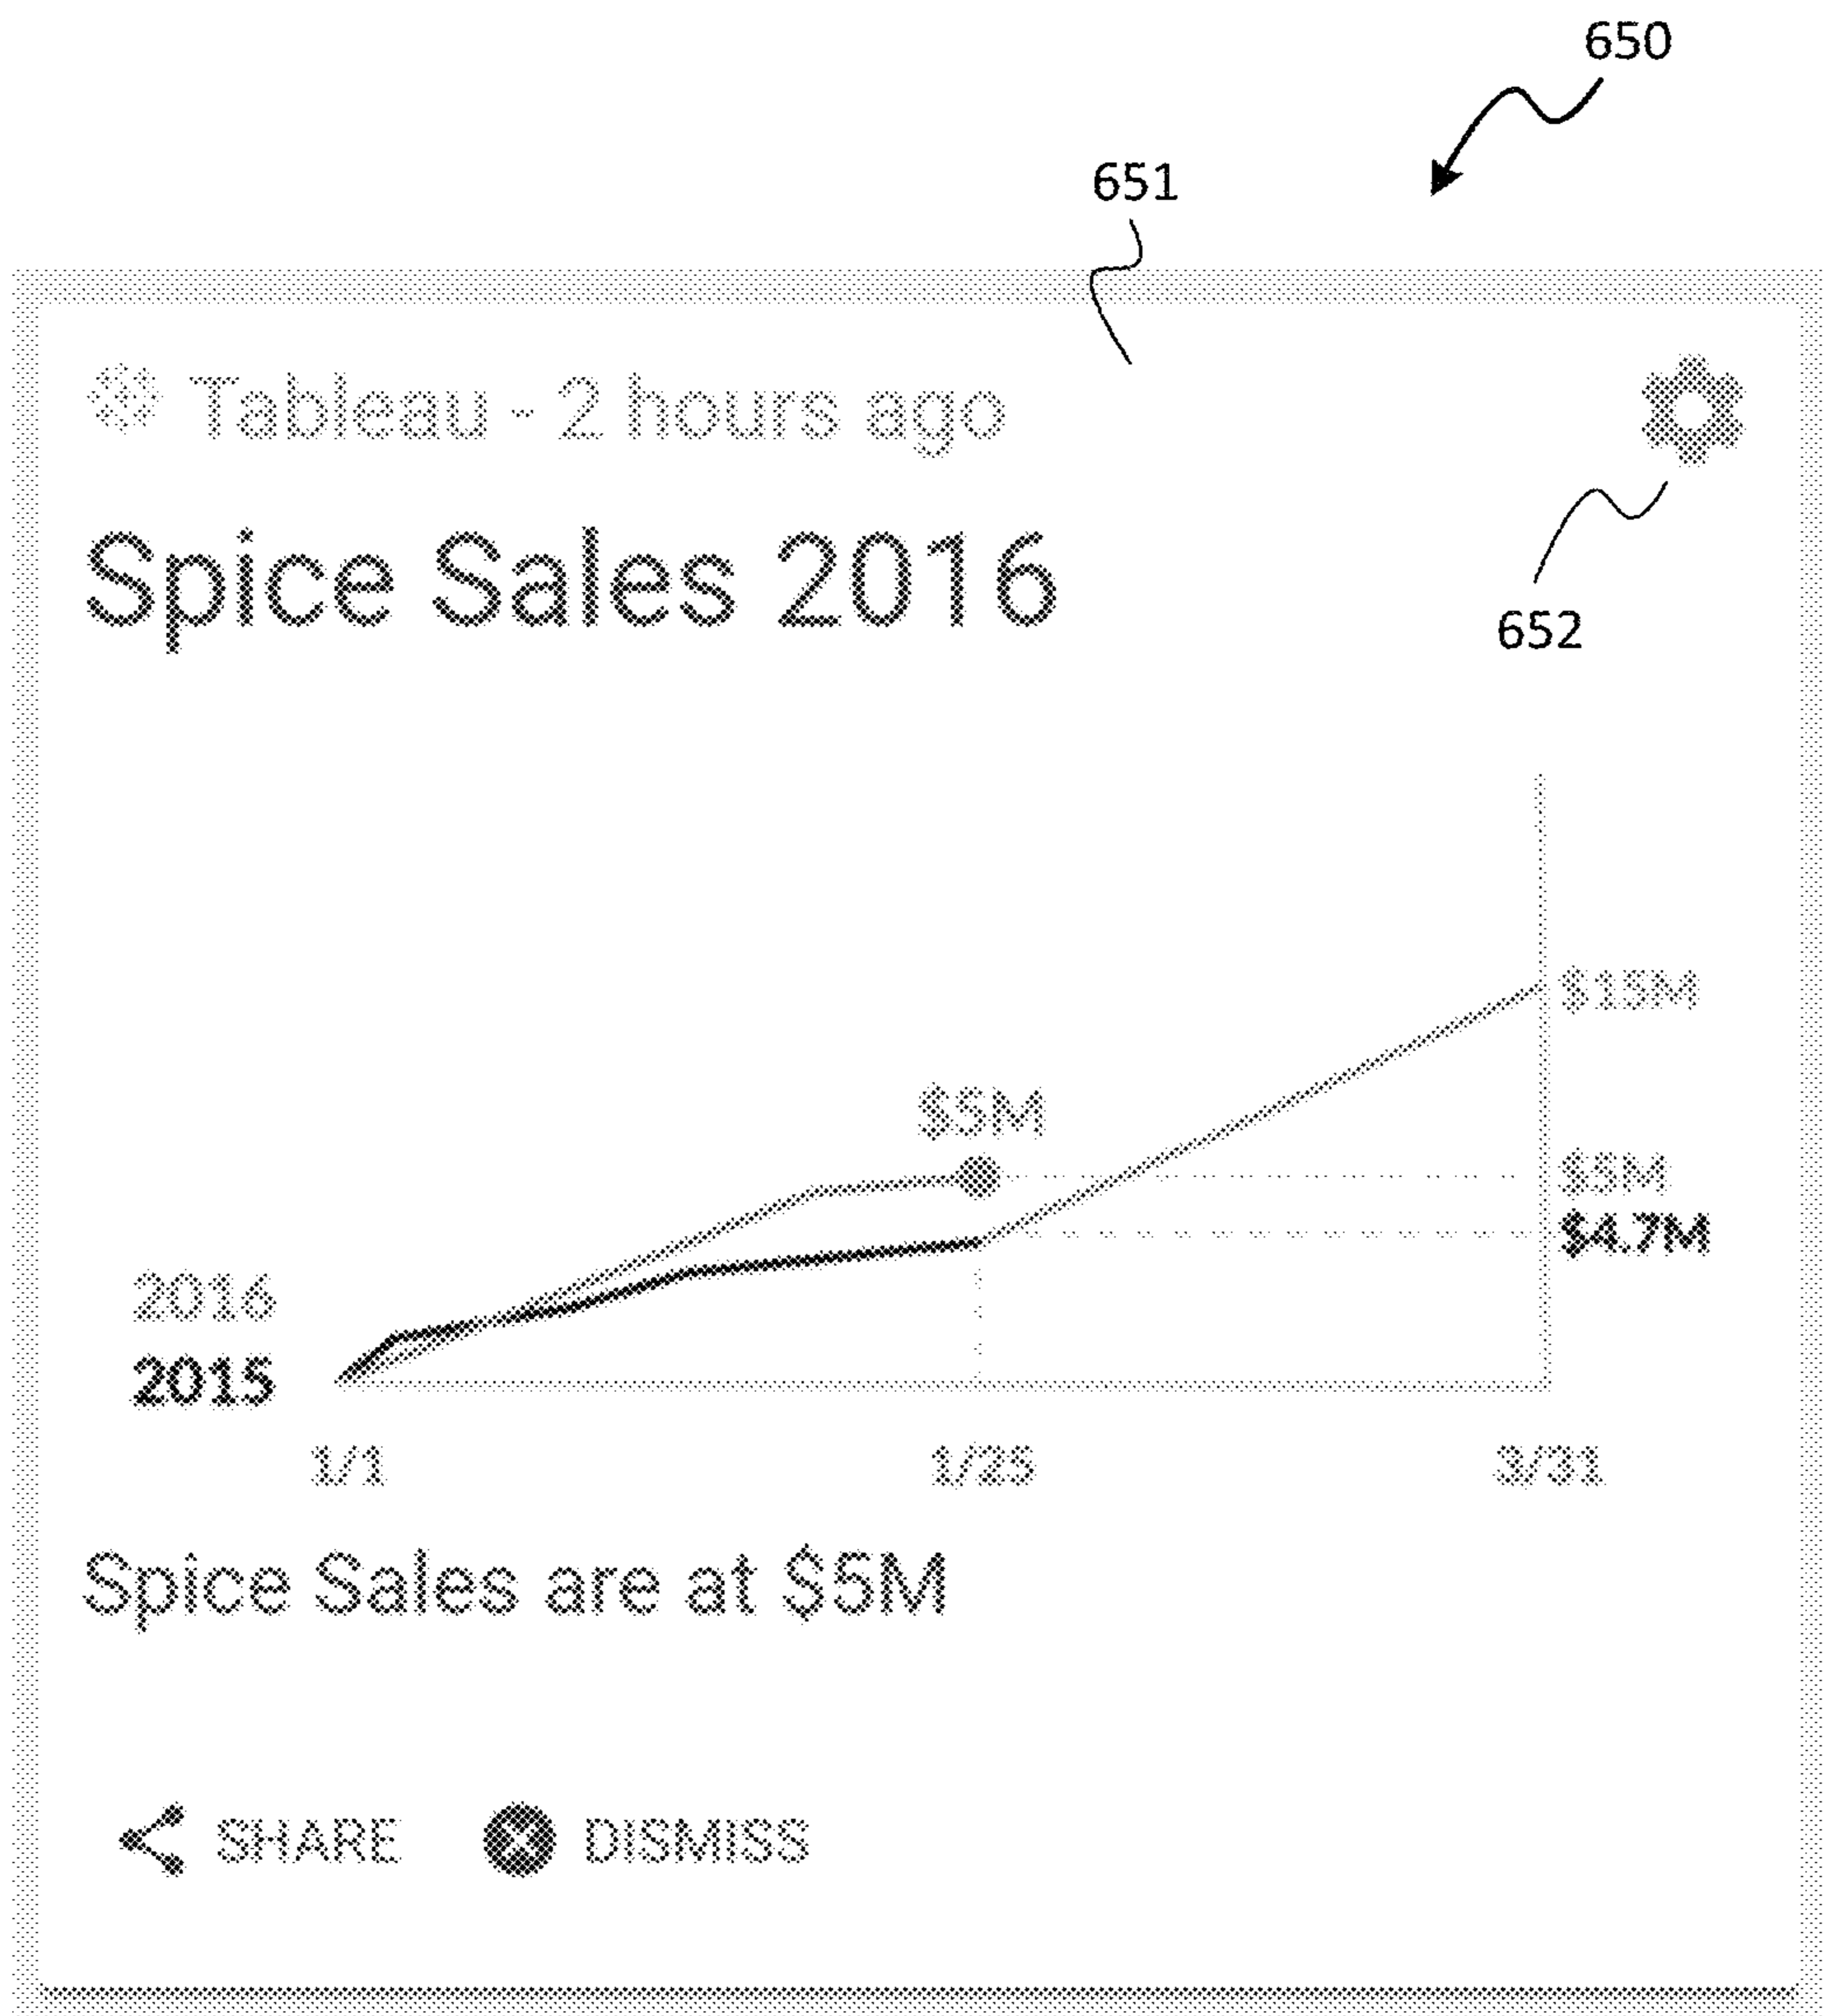 650
651
Tableau - 2 hours ago
Spice Sales 2016
652
$15M
$5M
$5M
$4.7M
2016
2015
1/1 1/25 3/31
Spice Sales are at $5M
SHARE DISMISS